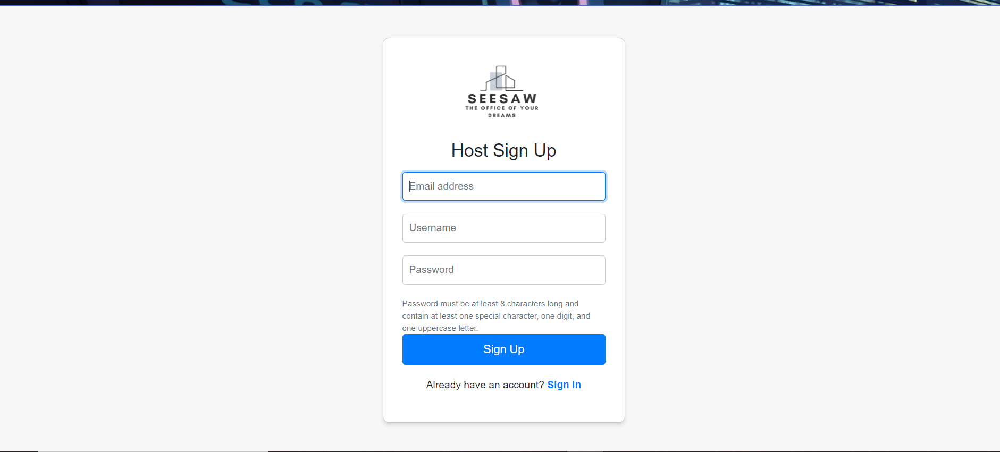 SEESAW
THE OFFICE OF YOUR
DREAMS
Host Sign Up
Email address
Username
Password
Password must be at least 8 characters long and
contain at least one special character, one digit, and
one uppercase letter.
Sign Up
Already have an account? Sign In